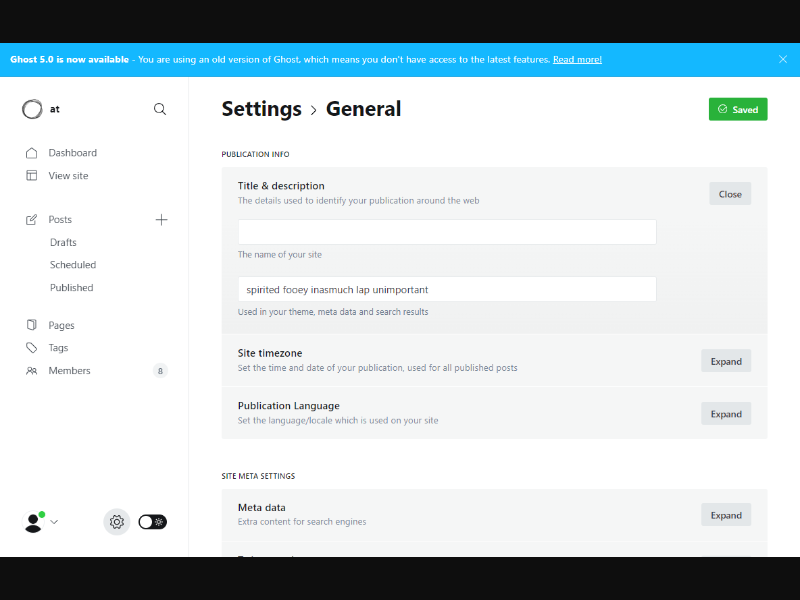 Ghost 5.0 is now available - You are using an old version of Ghost, which means you don't have access to the latest features. Read more!
at
Settings > General
Saved
Dashboard
View site
Posts
Drafts
Scheduled
Published
Pages
Tags
Members
8
PUBLICATION INFO
Title & description
The details used to identify your publication around the web
Close
The name of your site
spirited fooey inasmuch lap unimportant
Used in your theme, meta data and search results
Site timezone
Set the time and date of your publication, used for all published posts
Expand
Publication Language
Set the language/locale which is used on your site
Expand
SITE META SETTINGS
Meta data
Extra content for search engines
Expand